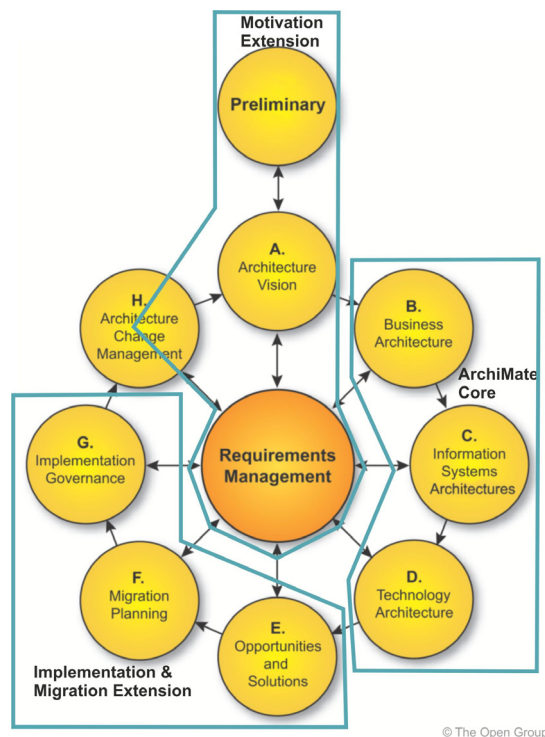 Motivation
Extension
Preliminary
A.
Architecture
Vision
H.
Architecture
Change
Management
B.
Business
Architecture
ArchiMate
Core
G.
Implementation
Governance
Requirements
Management
C.
Information
Systems
Architectures
F.
Migration
Planning
D.
Technology
Architecture
E.
Opportunities
and
Solutions
Implementation &
Migration Extension
© The Open Group